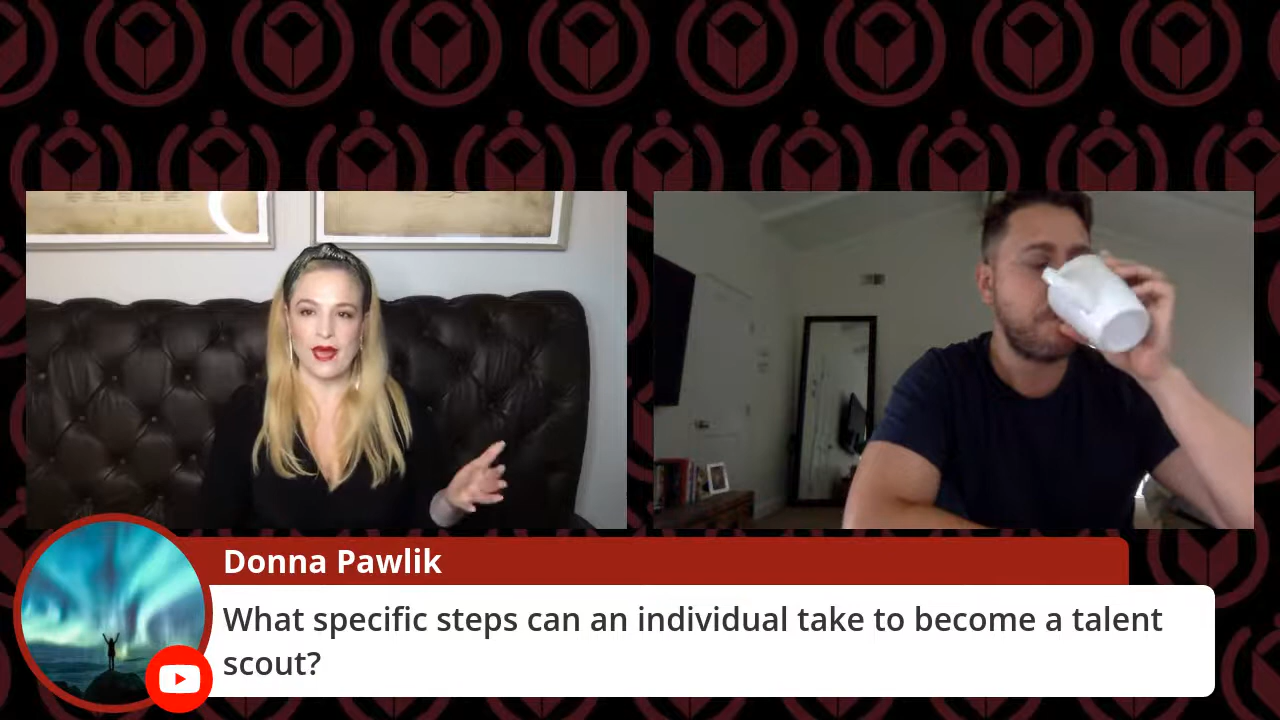 Donna Pawlik
What specific steps can an individual take to become a talent
scout?